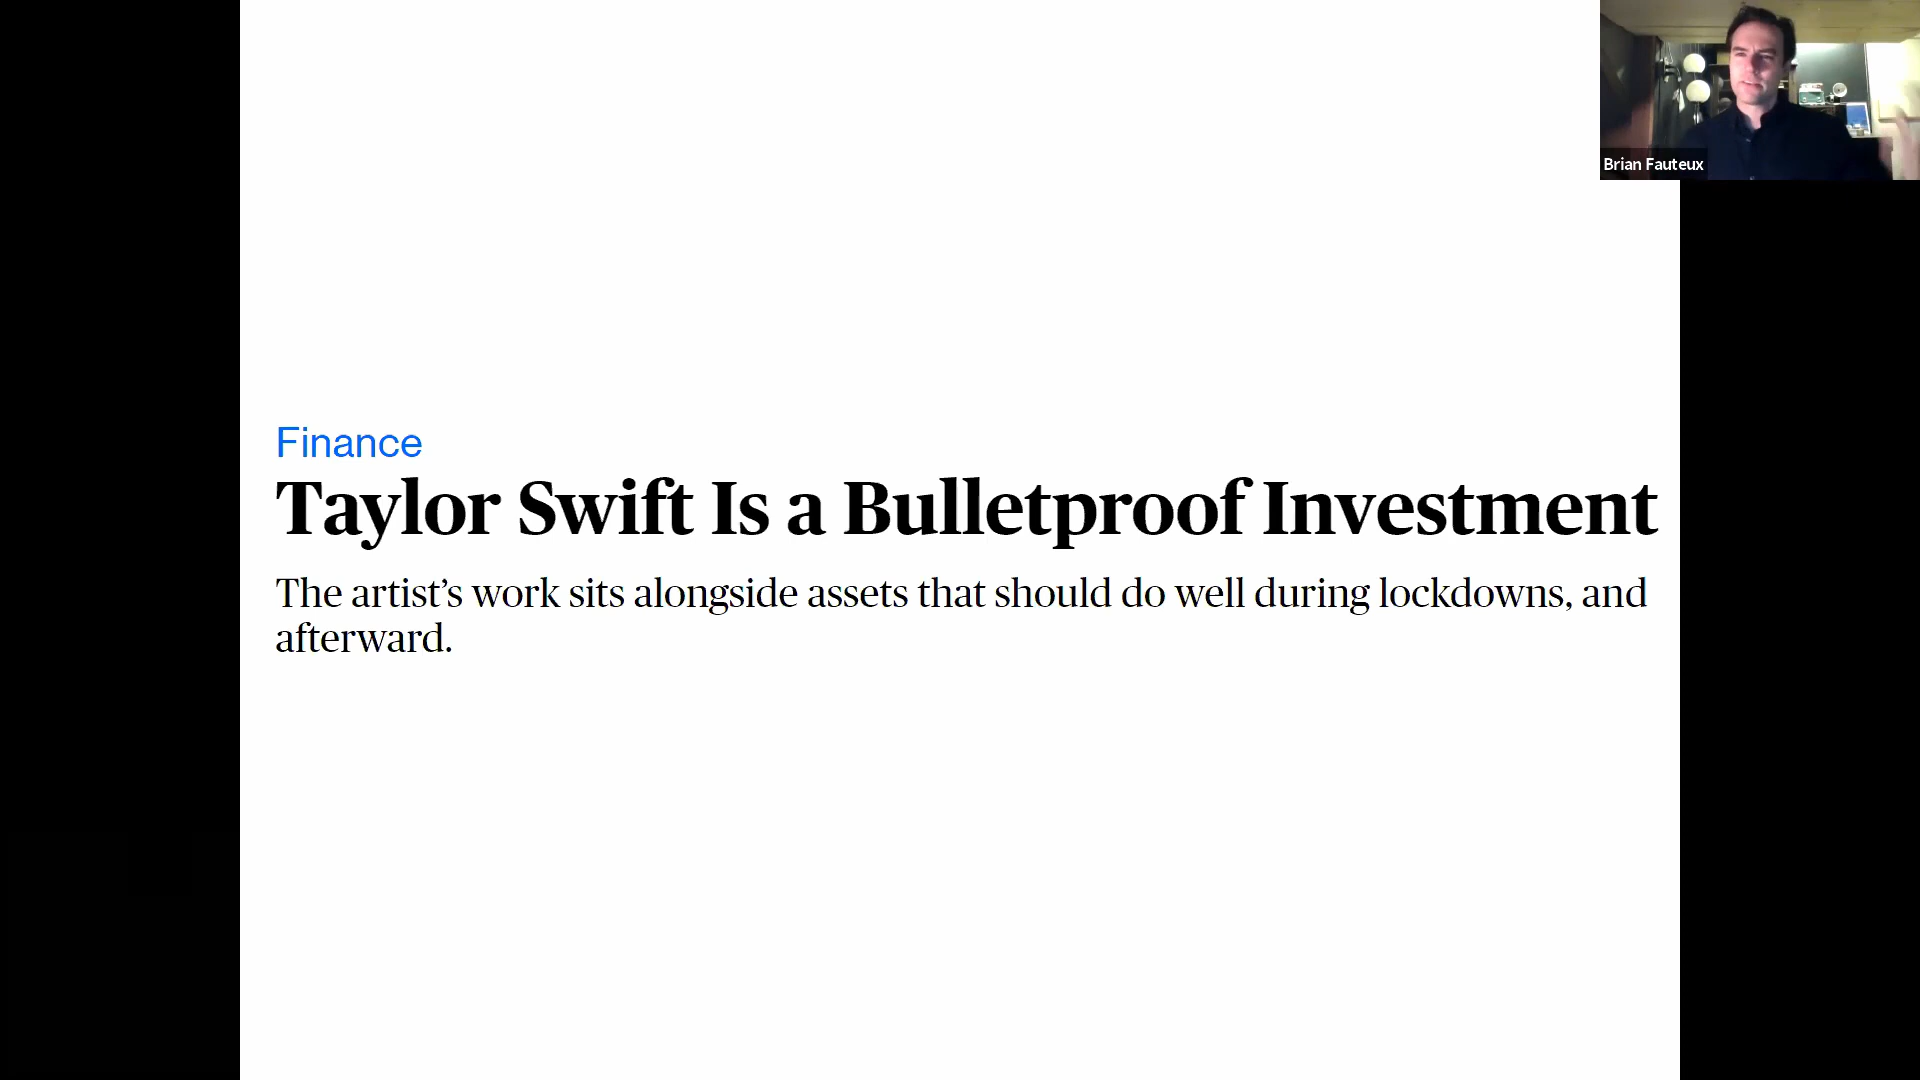 Brian Fauteux
Finance
Taylor Swift Is a Bulletproof Investment
The artist’s work sits alongside assets that should do well during lockdowns, and
afterward.